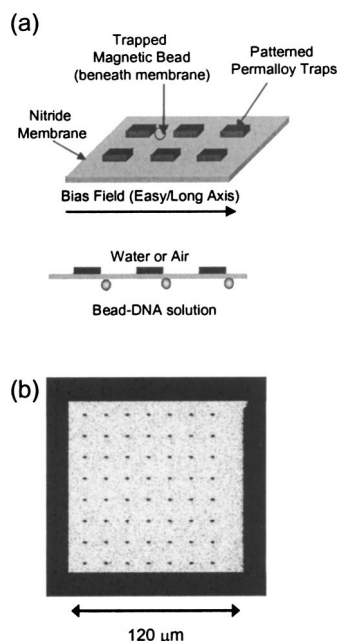 (a)
Trapped
Magnetic Bead
(beneath membrane)
Patterned
Permalloy Traps
Nitride
Membrane
Bias Field (Easy/Long Axis)
Water or Air
Bead-DNA solution
(b)
120 μm